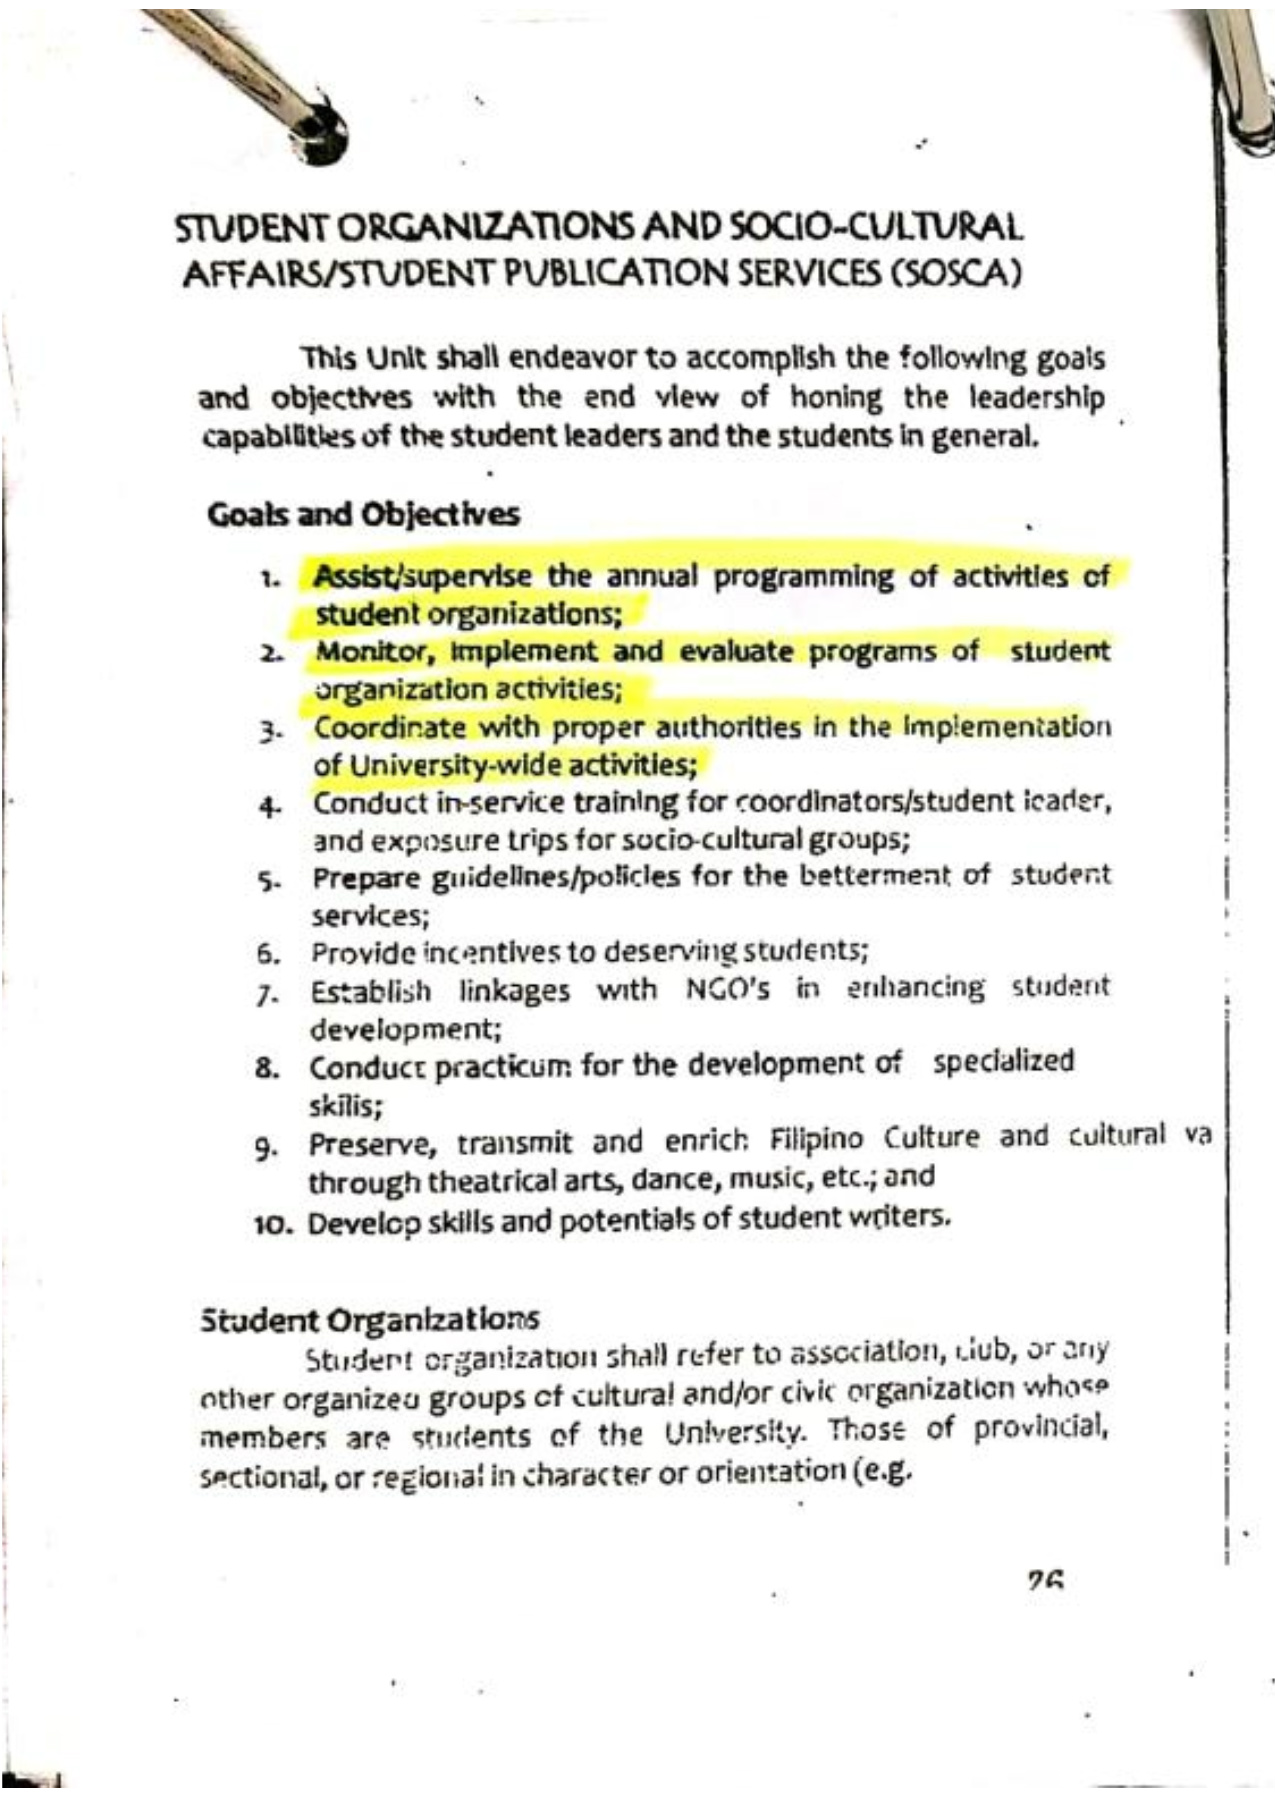 STUDENT ORGANIZATIONS AND SOCIO-CULTURAL
AFFAIRS/STUDENT PUBLICATION SERVICES (SOSCA)
This Unit shall endeavor to accomplish the following goals
and objectives with the end view of honing the leadership
capabilities of the student leaders and the students in general.
Goals and Objectives
1. Assist/supervise the annual programming of activities of
student organizations;
2. Monitor, implement and evaluate programs of student
organization activities;
3. Coordinate with proper authorities in the implementation
of University-wide activities;
4. Conduct in-service training for coordinators/student leader,
and exposure trips for socio-cultural groups;
5. Prepare guidelines/policies for the betterment of student
services;
6. Provide incentives to deserving students;
7. Establish linkages with NGO's in enhancing student
development;
8. Conduct practicum for the development of specialized
skills;
9. Preserve, transmit and enrich Filipino Culture and cultural va
through theatrical arts, dance, music, etc.; and
10. Develop skills and potentials of student writers.
Student Organizations
Student organization shall refer to association, club, or any
other organized groups of cultural and/or civic organization whose
members are students of the University. Those of provincial,
sectional, or regional in character or orientation (e.g.
26